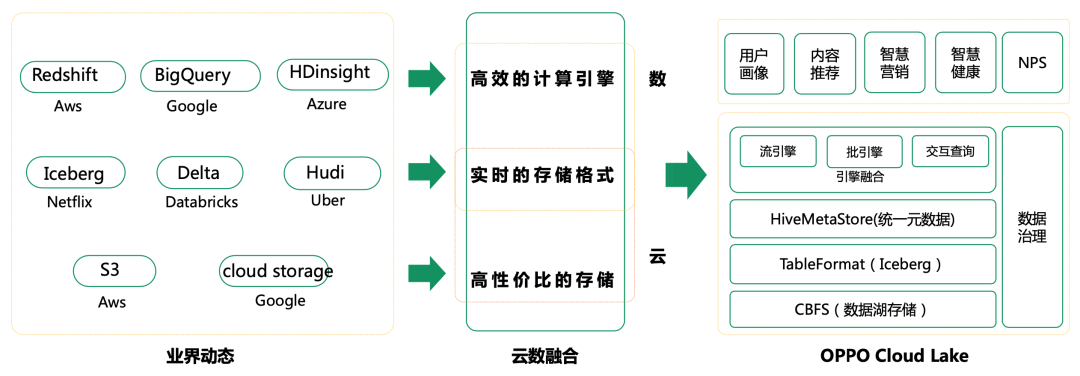 Redshift
Aws
BigQuery
Google
HDinsight
Azure
Iceberg
Netflix
Delta
Databricks
Hudi
Uber
S3
Aws
cloud storage
Google
业界动态
高效的计算引擎
实时的存储格式
高性价比的存储
数
云
云数融合
用户
画像
内容
推荐
智慧
营销
智慧
健康
NPS
流引擎
批引擎
交互查询
引擎融合
HiveMetaStore(统一元数据)
TableFormat（Iceberg）
CBFS（数据湖存储）
数据
治理
OPPO Cloud Lake